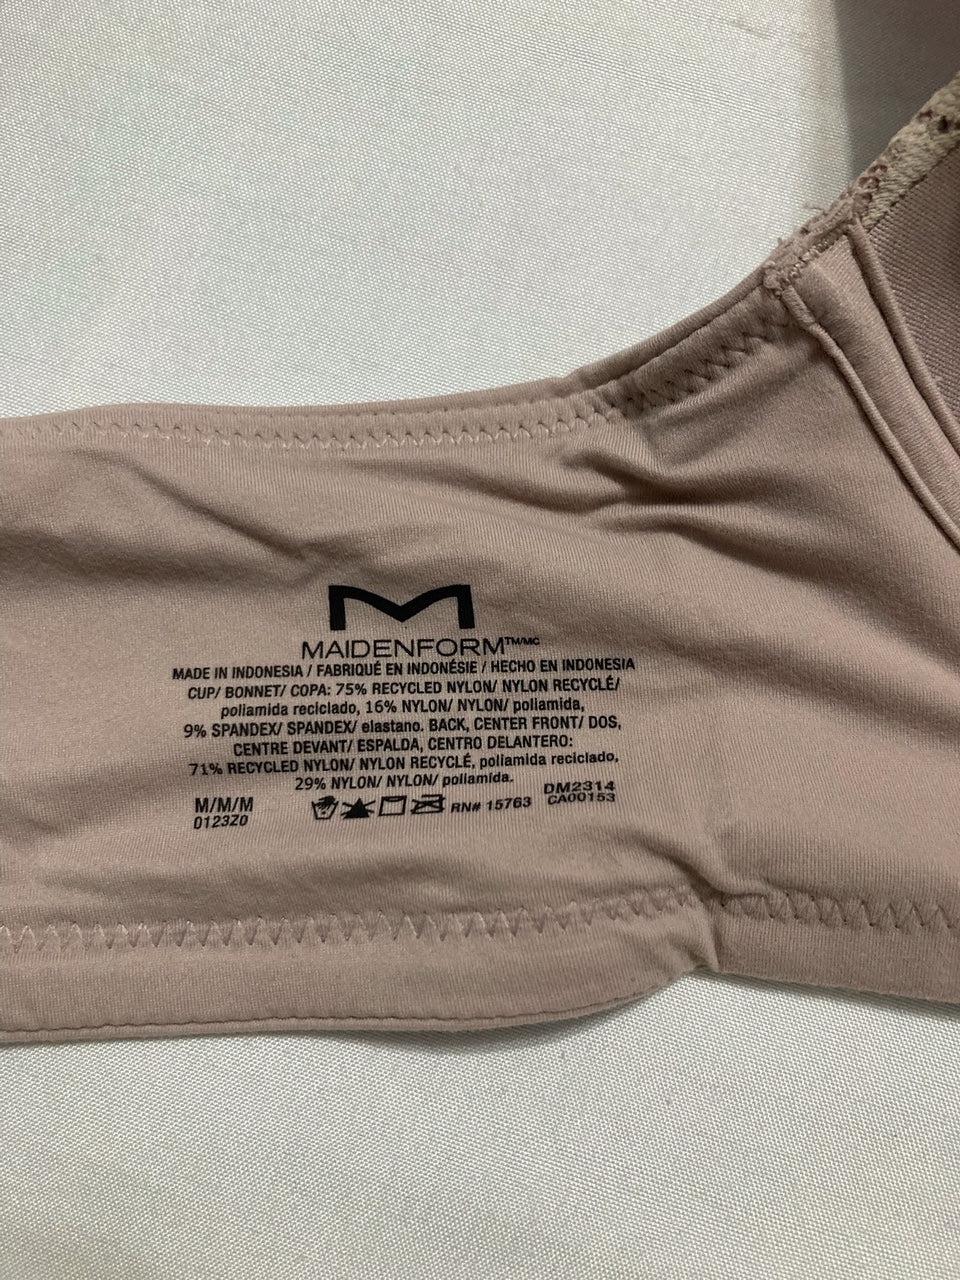 M
MAIDENFORM™/MC
MADE IN INDONESIA / FABRIQUÉ EN INDONÉSIE / HECHO EN INDONESIA
CUP/ BONNET/ COPA: 75% RECYCLED NYLON/ NYLON RECYCLÉ/
poliamida reciclado, 16% NYLON/ NYLON/ poliamida,
9% SPANDEX/ SPANDEX/ elastano. BACK, CENTER FRONT/ DOS,
CENTRE DEVANT/ ESPALDA, CENTRO DELANTERO:
71% RECYCLED NYLON/ NYLON RECYCLÉ, poliamida reciclado,
29% NYLON/ NYLON/ poliamida.
M/M/M
0123Z0
RN# 15763
DM2314
CA00153